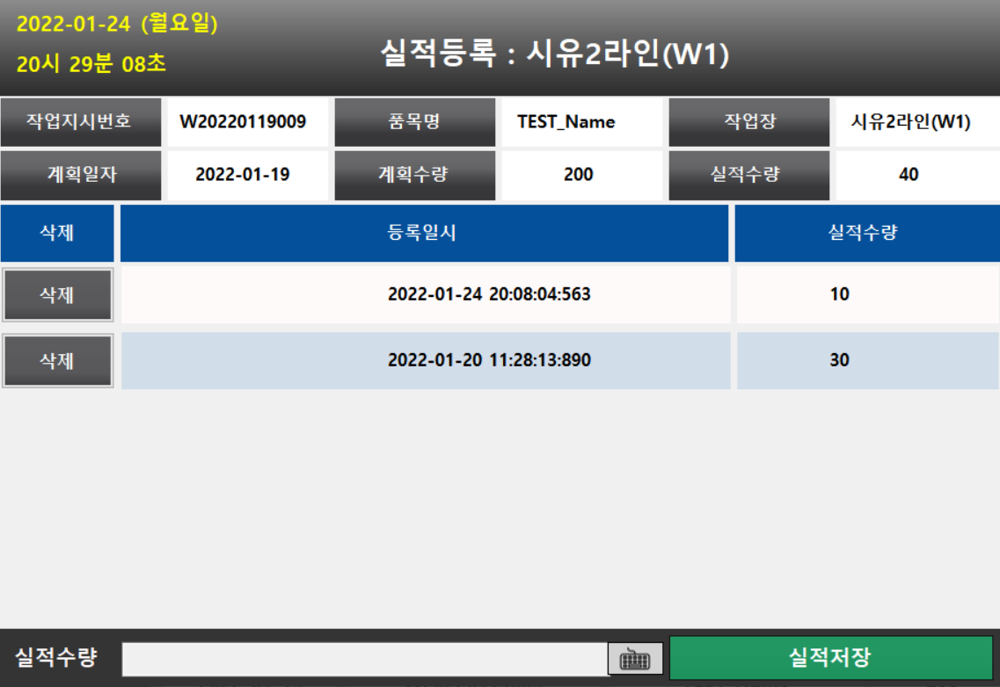 2022-01-24 (월요일)
20시 29분 08초
실적등록 : 시유2라인(W1)
작업지시번호 W20220119009 품목명 TEST_Name 작업장 시유2라인(W1)
계획일자 2022-01-19 계획수량 200 실적수량 40
삭제 등록일시 실적수량
삭제 2022-01-24 20:08:04:563 10
삭제 2022-01-20 11:28:13:890 30
실적수량 실적저장